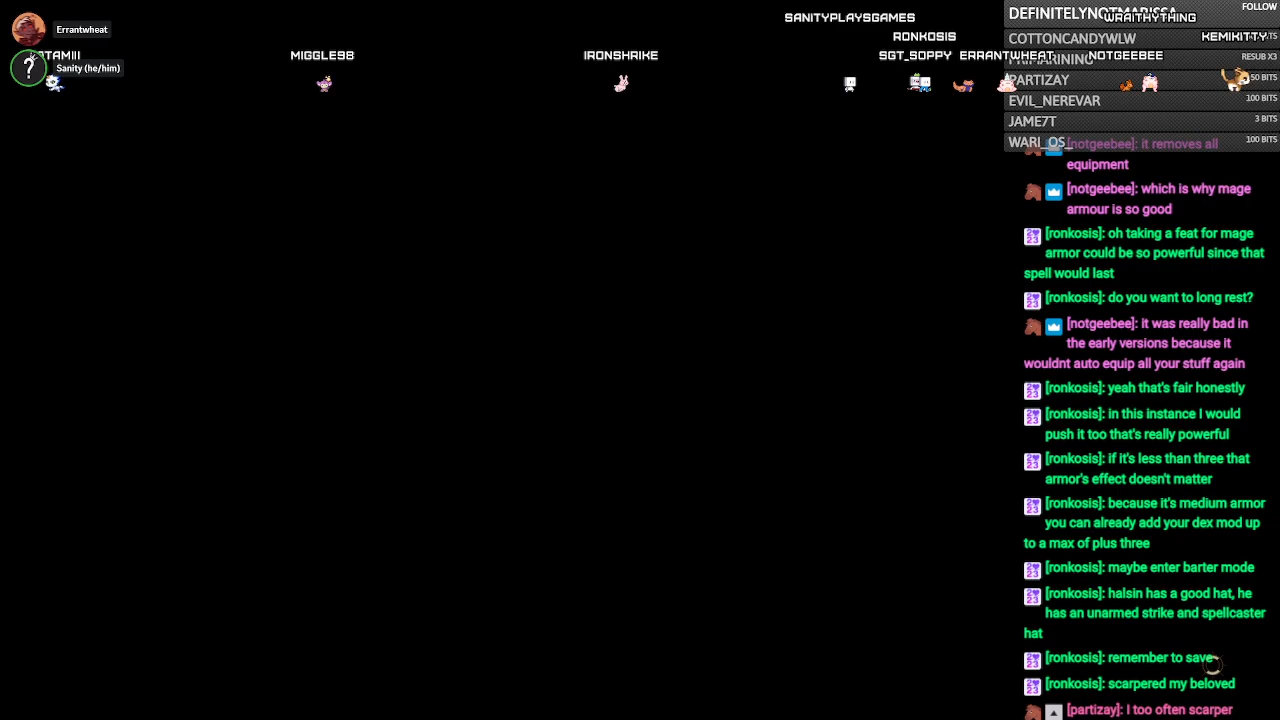 Errantwheat
Sanity (he/him)
MIGGLE98
IRONSHRIKE
SANITYPLAYSGAMES
RONKOSIS
SGT_SOPPY
ERRANTWHEAT
NOTGEEBEE
WRAITHYTHING
KEMIKITTY
DEFINITELYNOTMARISSA
FOLLOW
COTTONCANDYWLW
RESUB X3
PARTIZAY
50 BITS
EVIL_NEREVAR
100 BITS
JAME7T
3 BITS
WARI_OS_
100 BITS
[notgeebee]: it removes all
equipment
[notgeebee]: which is why mage
armour is so good
[ronkosis]: oh taking a feat for mage
armor could be so powerful since that
spell would last
[ronkosis]: do you want to long rest?
[notgeebee]: it was really bad in
the early versions because it
wouldnt auto equip all your stuff again
[ronkosis]: yeah that's fair honestly
[ronkosis]: in this instance I would
push it too that's really powerful
[ronkosis]: if it's less than three that
armor's effect doesn't matter
[ronkosis]: because it's medium armor
you can already add your dex mod up
to a max of plus three
[ronkosis]: maybe enter barter mode
[ronkosis]: halsin has a good hat, he
has an unarmed strike and spellcaster
hat
[ronkosis]: remember to save
[ronkosis]: scarpered my beloved
[partizay]: I too often scarper